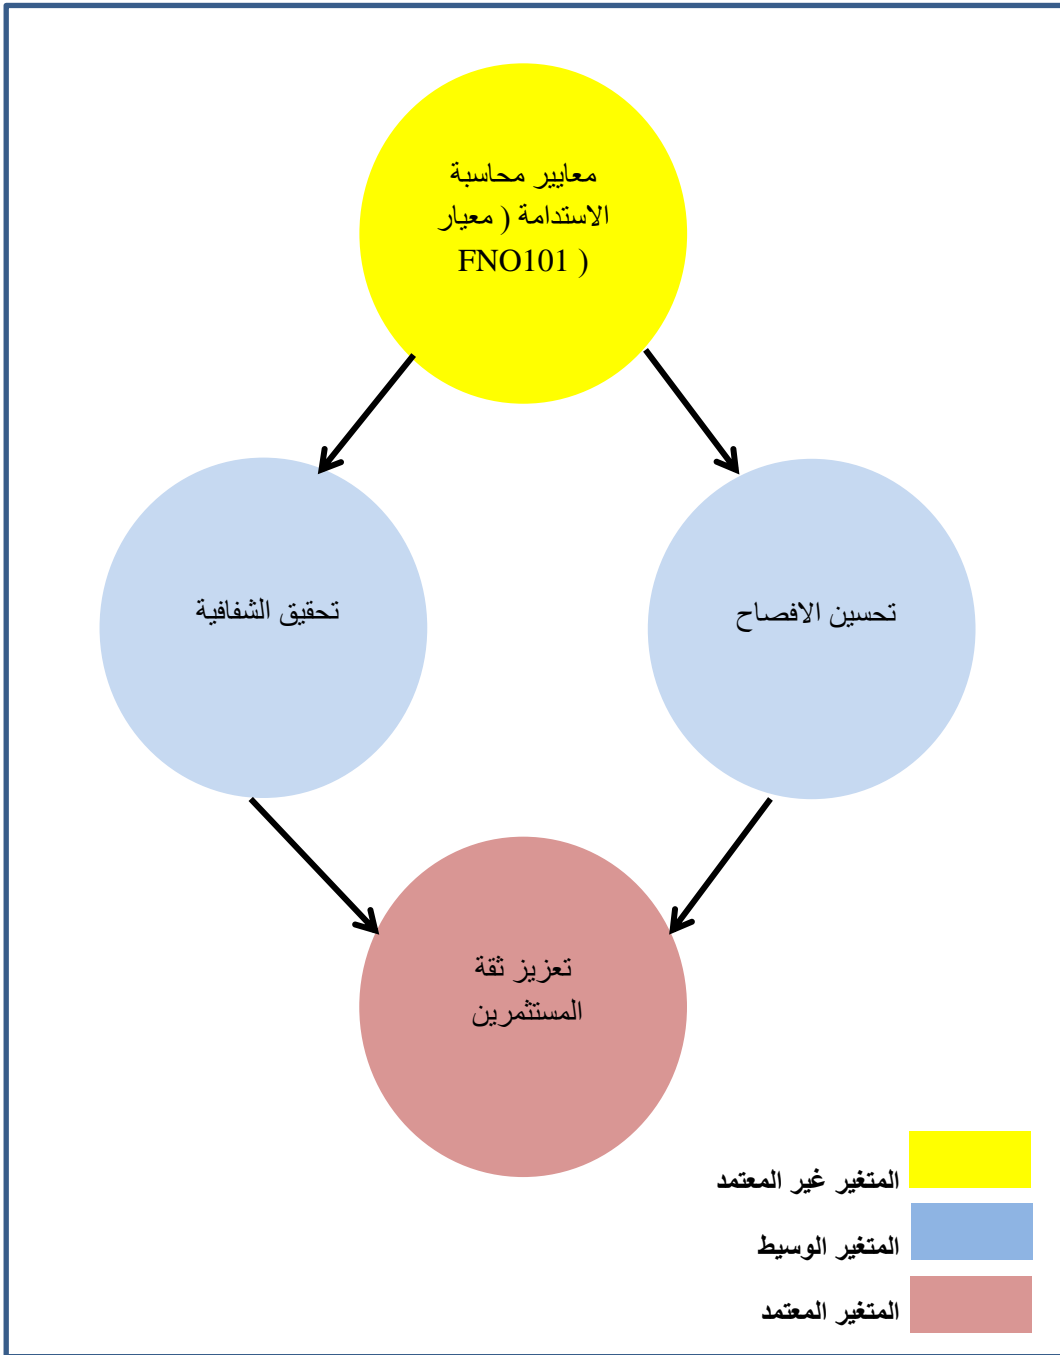 معايير محاسبة
الاستدامة ( معيار
FNO101 )
تحسين الافصاح
تحقيق الشفافية
تعزيز ثقة
المستثمرين
المتغير غير المعتمد
المتغير الوسيط
المتغير المعتمد